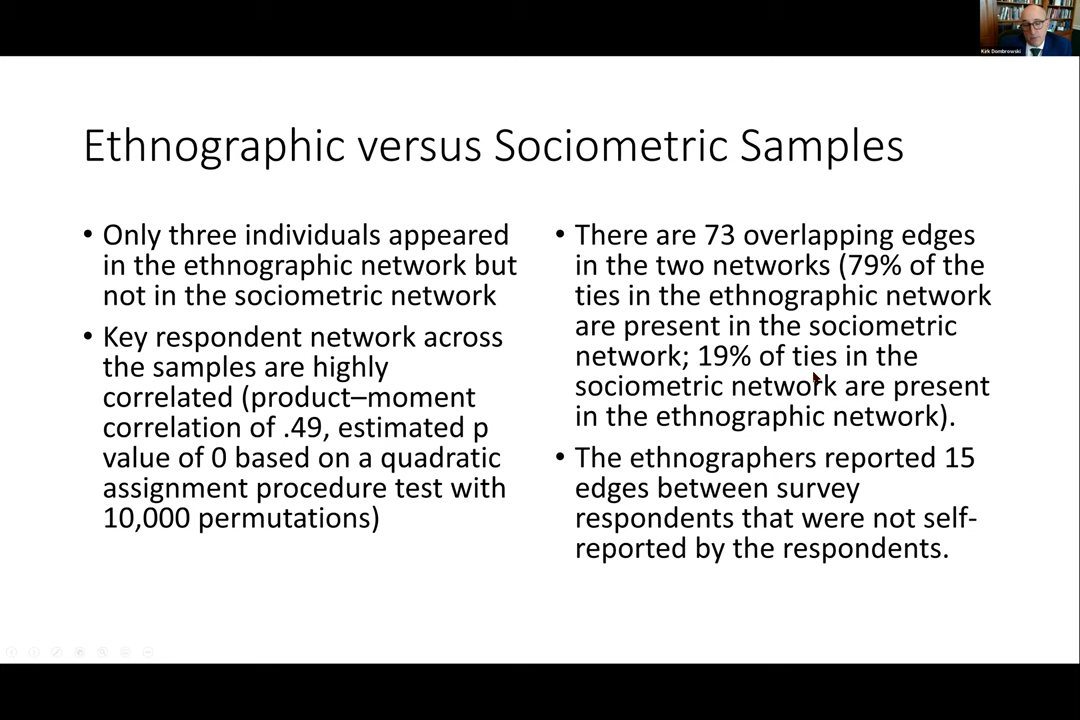 Kirk Dombrowski
Ethnographic versus Sociometric Samples
• Only three individuals appeared
in the ethnographic network but
not in the sociometric network
• Key respondent network across
the samples are highly
correlated (product–moment
correlation of .49, estimated p
value of 0 based on a quadratic
assignment procedure test with
10,000 permutations)
• There are 73 overlapping edges
in the two networks (79% of the
ties in the ethnographic network
are present in the sociometric
network; 19% of ties in the
sociometric network are present
in the ethnographic network).
• The ethnographers reported 15
edges between survey
respondents that were not self-
reported by the respondents.